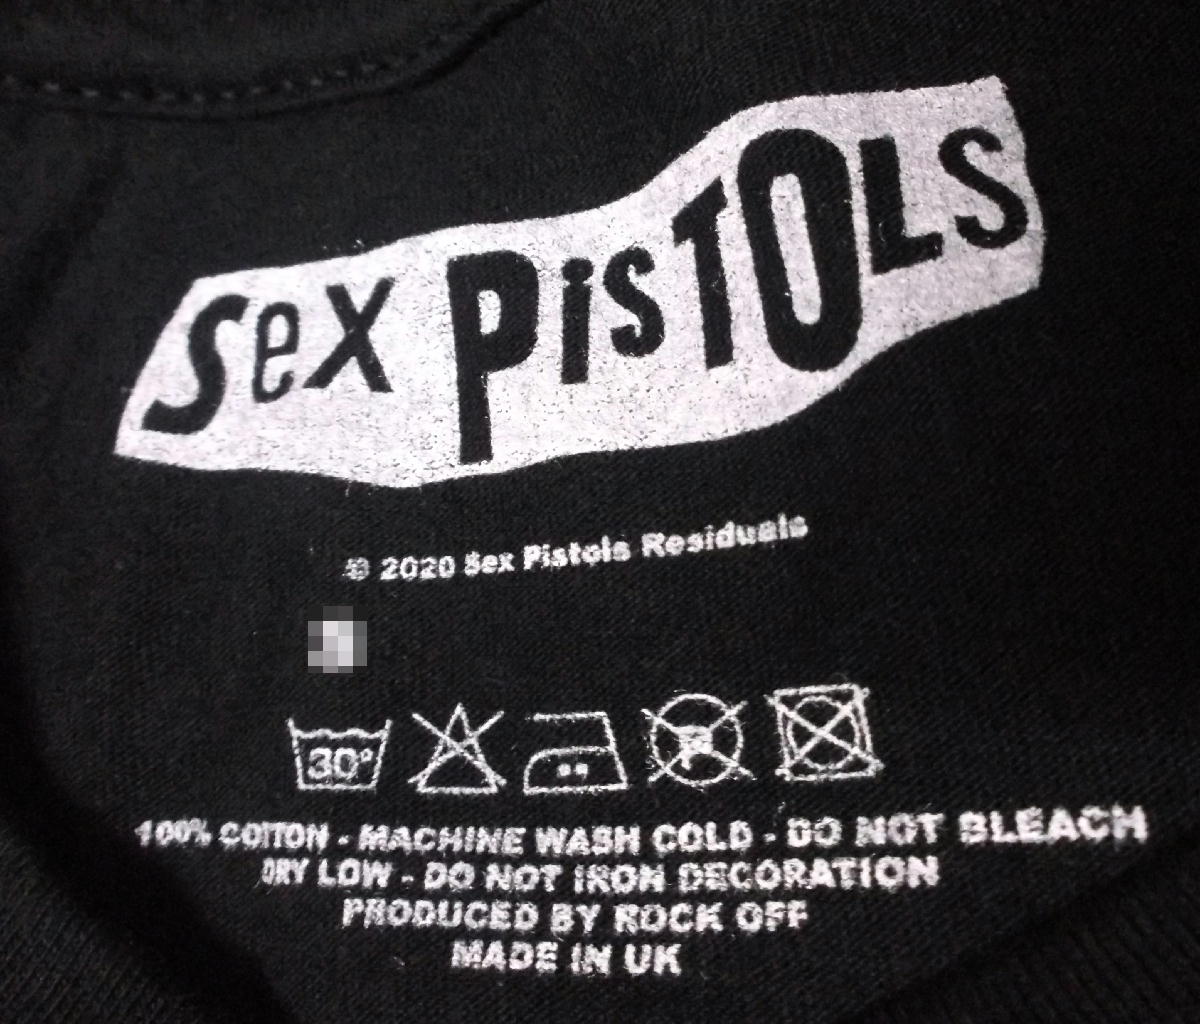 Sex PisTOLS
© 2020 Sex Pistols Residuals
30°
P
100% COTTON - MACHINE WASH COLD - DO NOT BLEACH
DRY LOW - DO NOT IRON DECORATION
PRODUCED BY ROCK OFF
MADE IN UK